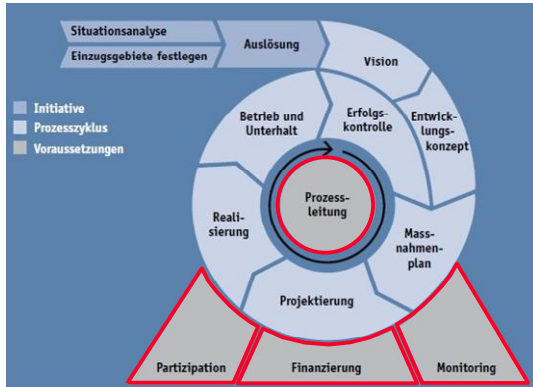 Situationsanalyse
Einzugsgebiete festlegen
Auslösung
Vision
Entwick-
lungs-
konzept
Mass-
nahmen-
plan
Projektierung
Reali-
sierung
Betrieb und
Unterhalt
Erfolgs-
kontrolle
Prozess-
leitung
Initiative
Prozesszyklus
Voraussetzungen
Partizipation
Finanzierung
Monitoring